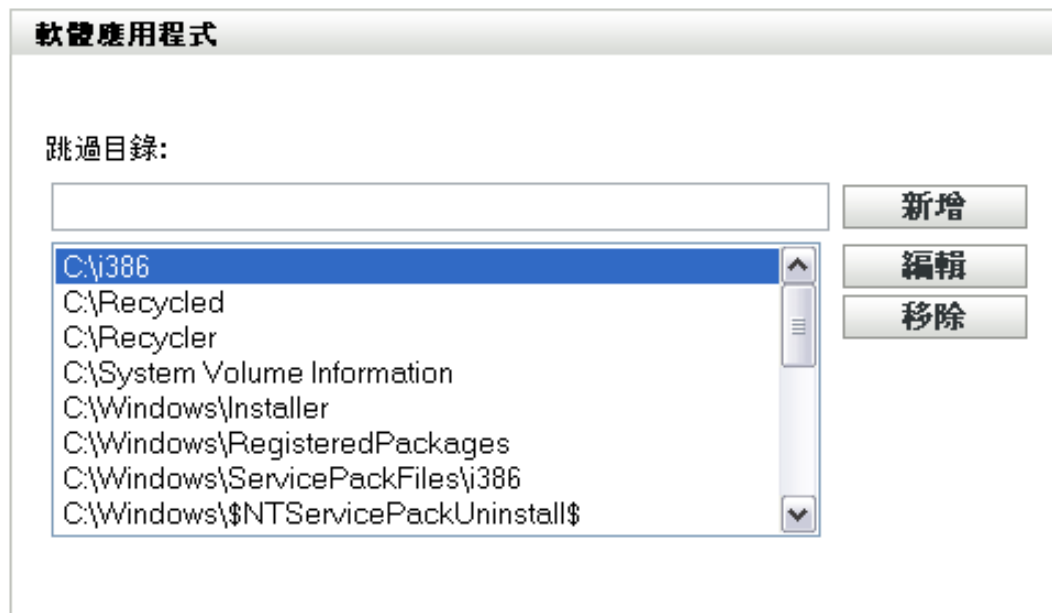 軟體應用程式
跳過目錄:
新增
C:\i386
編輯
C:\Recycled
移除
C:\Recycler
C:\System Volume Information
C:\Windows\Installer
C:\Windows\RegisteredPackages
C:\Windows\ServicePackFiles\i386
C:\Windows\$NTServicePackUninstall$